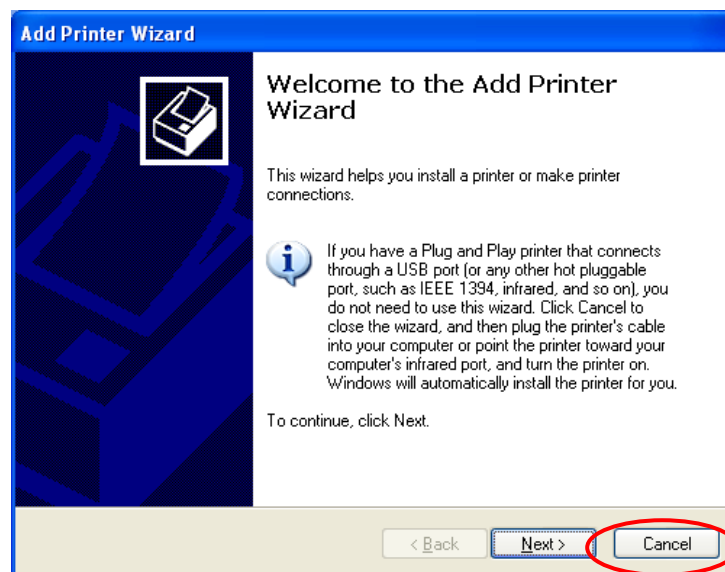 Add Printer Wizard
Welcome to the Add Printer
Wizard
This wizard helps you install a printer or make printer
connections.
If you have a Plug and Play printer that connects
through a USB port (or any other hot pluggable
port, such as IEEE 1394, infrared, and so on), you
do not need to use this wizard. Click Cancel to
close the wizard, and then plug the printer's cable
into your computer or point the printer toward your
computer's infrared port, and turn the printer on.
Windows will automatically install the printer for you.
To continue, click Next.
< Back Next > Cancel